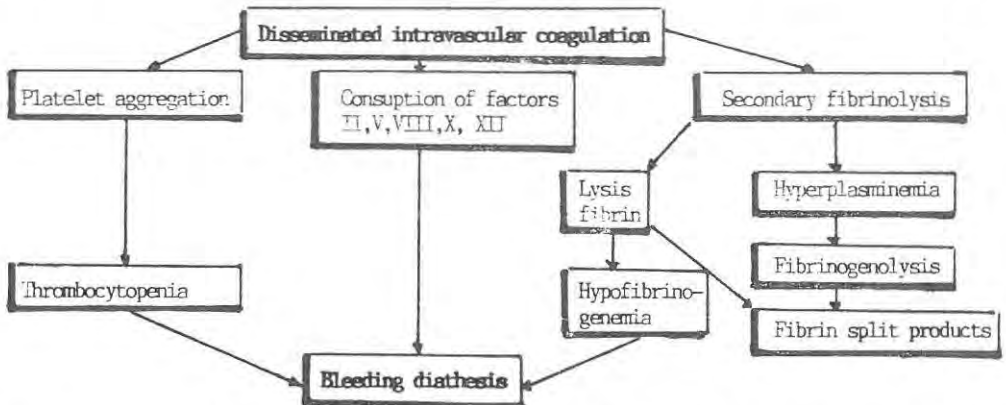 Disseminated intravascular coagulation
Platelet aggregation
Consuption of factors
II,V,VIII,X, XII
Secondary fibrinolysis
Lysis
fibrin
Hyperplasminemia
Thrombocytopenia
Hypofibrino-
genemia
Fibrinogenolysis
Fibrin split products
Bleeding diathesis